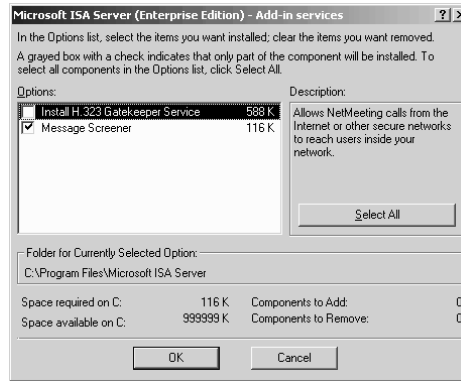 Microsoft ISA Server (Enterprise Edition) - Add-in services
In the Options list, select the items you want installed; clear the items you want removed.
A grayed box with a check indicates that only part of the component will be installed. To
select all components in the Options list, click Select All.
Options:
Install H.323 Gatekeeper Service 588 K
Message Screener 116 K
Description:
Allows NetMeeting calls from the
Internet or other secure networks
to reach users inside your
network.
Select All
Folder for Currently Selected Option:
C:\Program Files\Microsoft ISA Server
Space required on C: 116 K Components to Add:
Space available on C: 999999 K Components to Remove:
OK Cancel